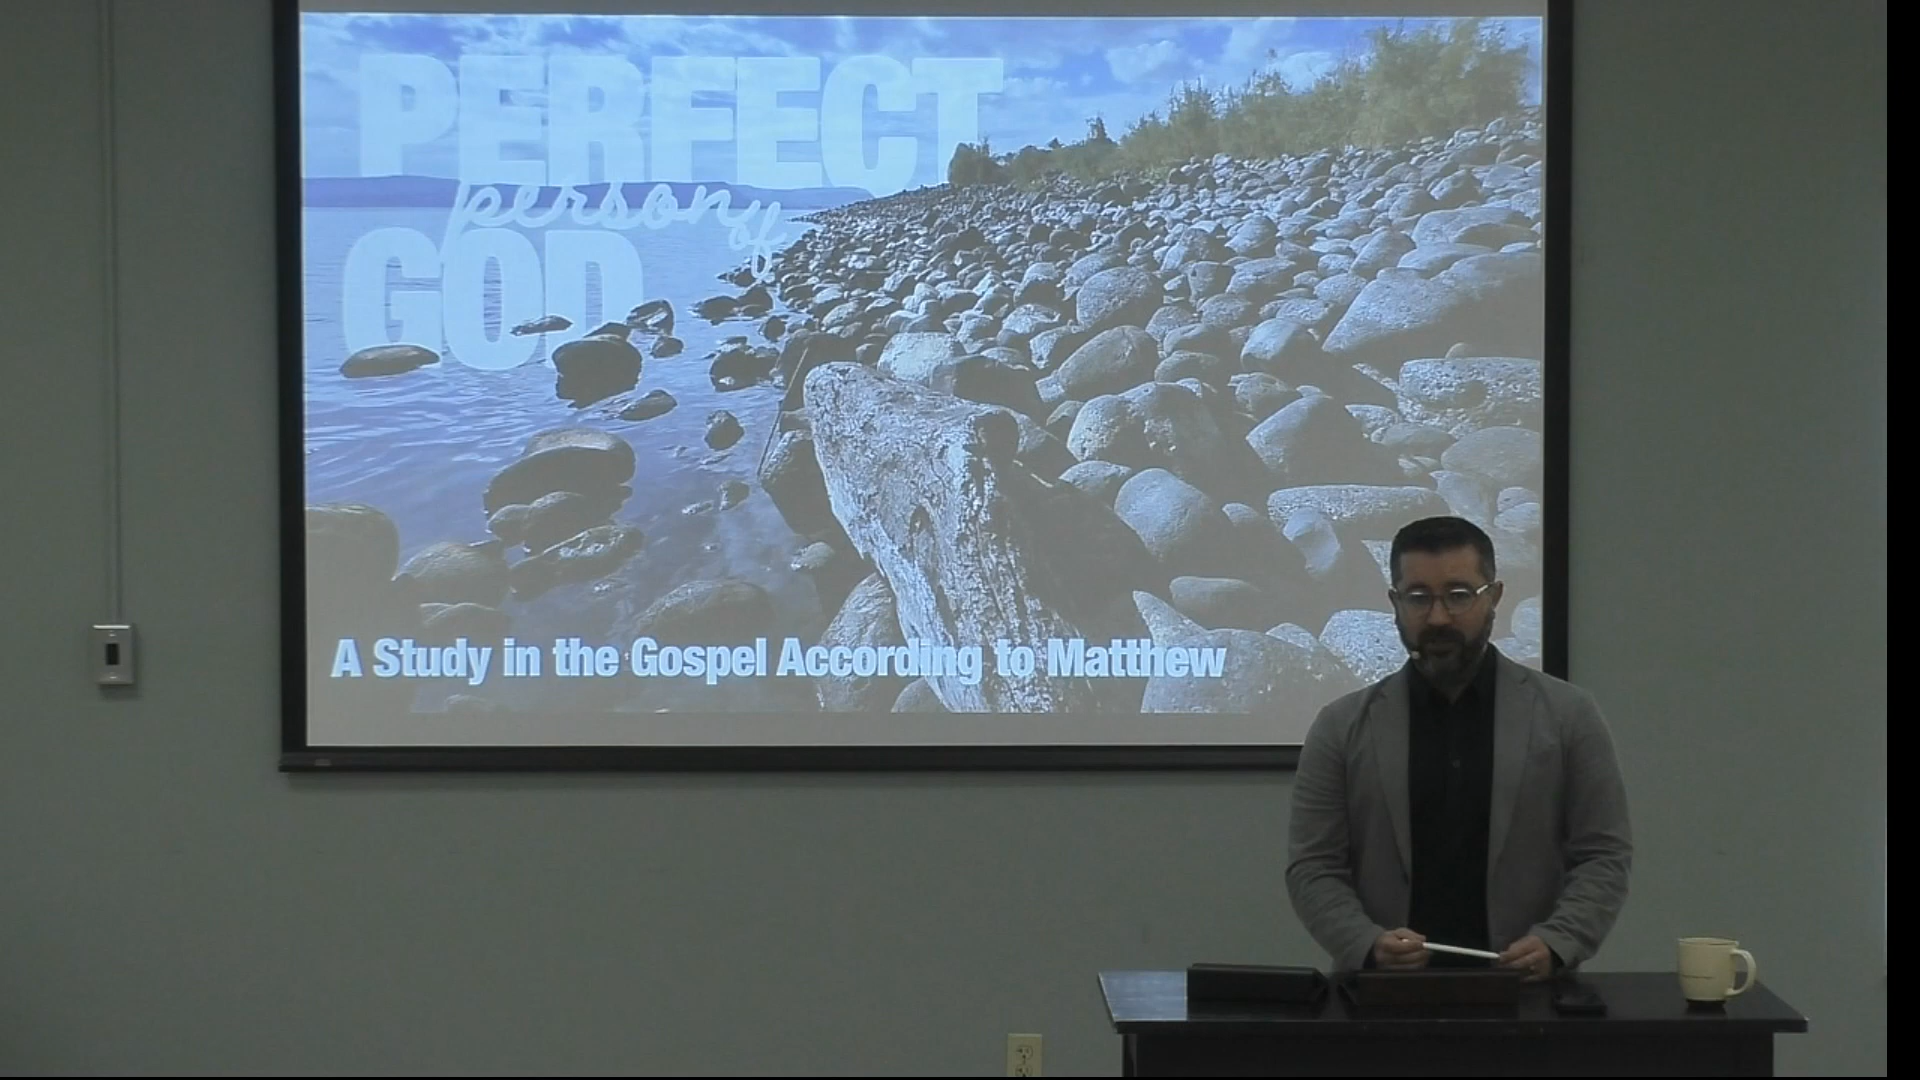 PERFECT
person of
GOD
A Study in the Gospel According to Matthew